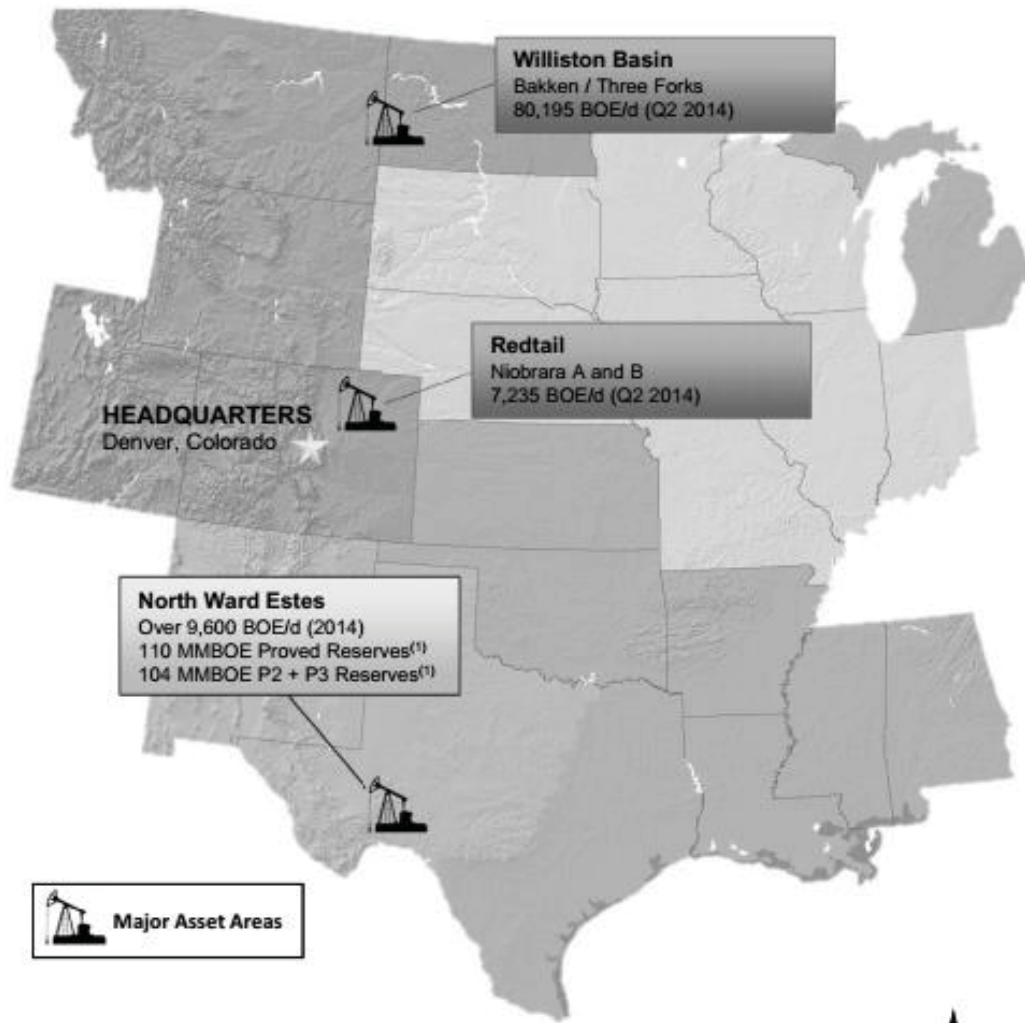 Williston Basin
Bakken / Three Forks
80,195 BOE/d (Q2 2014)
Redtail
Niobrara A and B
7,235 BOE/d (Q2 2014)
HEADQUARTERS
Denver, Colorado
North Ward Estes
Over 9,600 BOE/d (2014)
110 MMBOE Proved Reserves(1)
104 MMBOE P2 + P3 Reserves(1)
Major Asset Areas